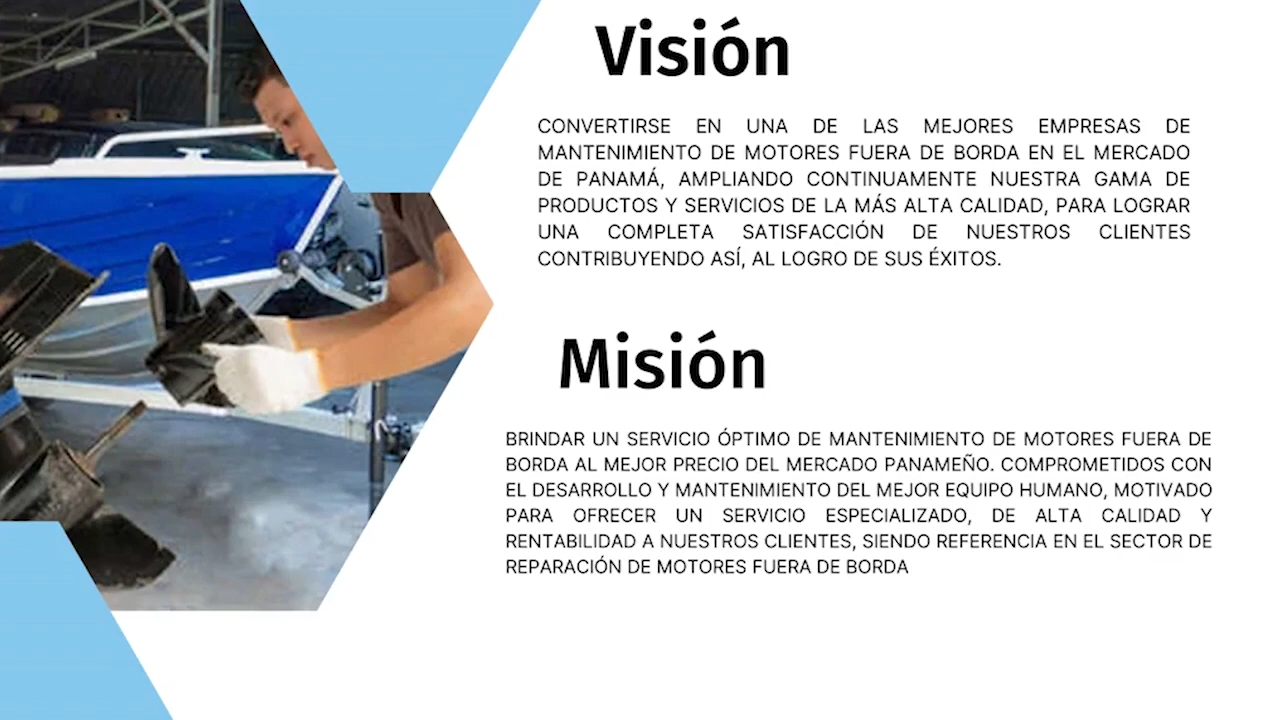 Visión
CONVERTIRSE EN UNA DE LAS MEJORES EMPRESAS DE
MANTENIMIENTO DE MOTORES FUERA DE BORDA EN EL MERCADO
DE PANAMÁ, AMPLIANDO CONTINUAMENTE NUESTRA GAMA DE
PRODUCTOS Y SERVICIOS DE LA MÁS ALTA CALIDAD, PARA LOGRAR
UNA COMPLETA SATISFACCIÓN DE NUESTROS CLIENTES
CONTRIBUYENDO ASÍ, AL LOGRO DE SUS ÉXITOS.
Misión
BRINDAR UN SERVICIO ÓPTIMO DE MANTENIMIENTO DE MOTORES FUERA DE
BORDA AL MEJOR PRECIO DEL MERCADO PANAMEÑO. COMPROMETIDOS CON
EL DESARROLLO Y MANTENIMIENTO DEL MEJOR EQUIPO HUMANO, MOTIVADO
PARA OFRECER UN SERVICIO ESPECIALIZADO, DE ALTA CALIDAD Y
RENTABILIDAD A NUESTROS CLIENTES, SIENDO REFERENCIA EN EL SECTOR DE
REPARACIÓN DE MOTORES FUERA DE BORDA